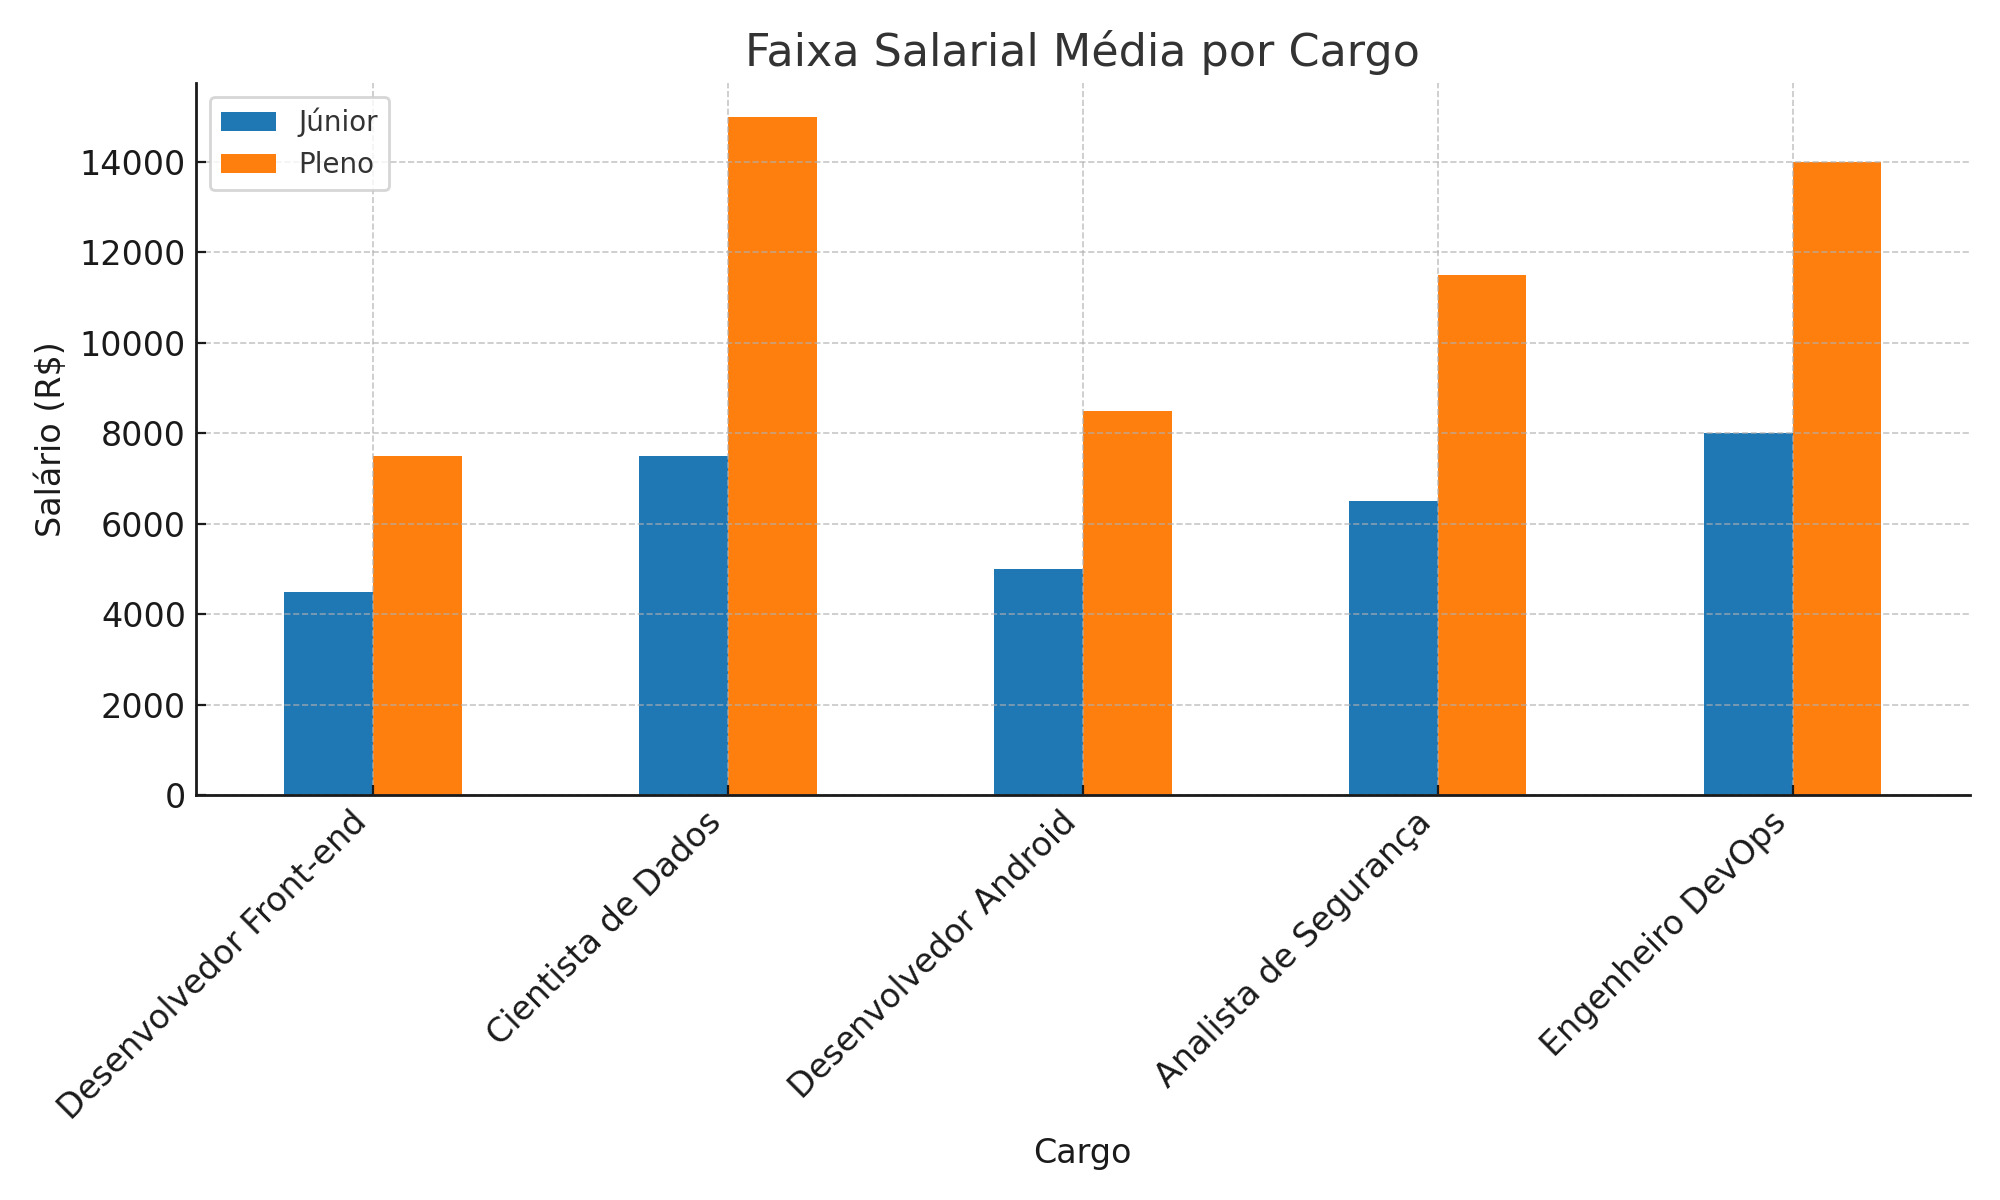 Faixa Salarial Média por Cargo
Júnior
Pleno
Salário (R$)
14000
12000
10000
8000
6000
4000
2000
0
Desenvolvedor Front-end
Cientista de Dados
Desenvolvedor Android
Analista de Segurança
Engenheiro DevOps
Cargo